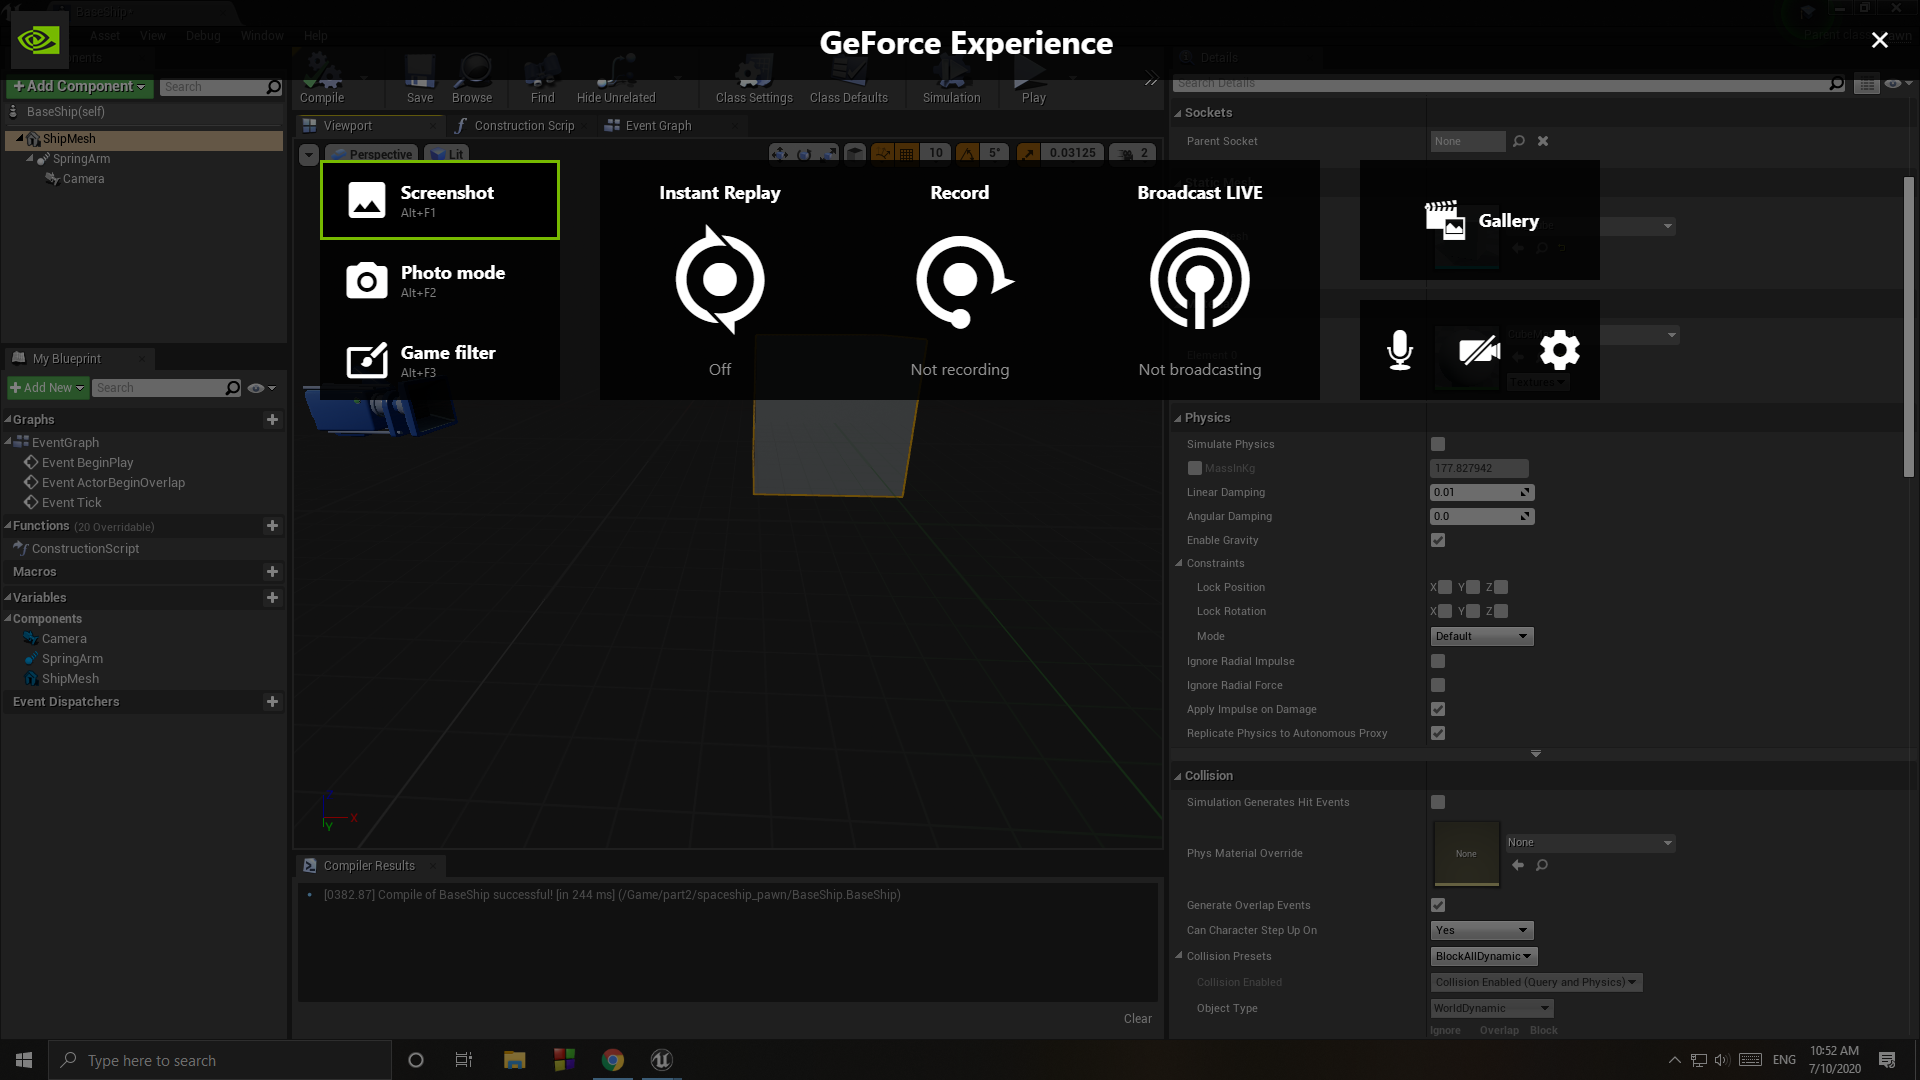 BaseShip*
GeForce Experience
Asset View Debug Window Help
Parent class: Pawn
Details
+ Add Component
Search
Compile
Save
Browse
Find
Hide Unrelated
Class Settings
Class Defaults
Simulation
Play
Search Details
BaseShip(self)
ShipMesh
SpringArm
Camera
Viewport
Construction Scrip
Event Graph
Perspective
Lit
10
5°
0.03125
2
Screenshot
Alt+F1
Photo mode
Alt+F2
Game filter
Alt+F3
Instant Replay
Off
Record
Not recording
Broadcast LIVE
Not broadcasting
Gallery
My Blueprint
+ Add New
Search
Graphs
EventGraph
Event BeginPlay
Event ActorBeginOverlap
Event Tick
Functions (20 Overridable)
ConstructionScript
Macros
Variables
Components
Camera
SpringArm
ShipMesh
Event Dispatchers
X
Y
Compiler Results
[0382.87] Compile of BaseShip successful! [in 244 ms] (/Game/part2/spaceship_pawn/BaseShip.BaseShip)
Clear
Sockets
Parent Socket
None
Static Mesh
Element 0
Textures
Physics
Simulate Physics
MassInKg
177.827942
Linear Damping
0.01
Angular Damping
0.0
Enable Gravity
Constraints
Lock Position
X Y Z
Lock Rotation
X Y Z
Mode
Default
Ignore Radial Impulse
Ignore Radial Force
Apply Impulse on Damage
Replicate Physics to Autonomous Proxy
Collision
Simulation Generates Hit Events
Phys Material Override
None
None
Generate Overlap Events
Can Character Step Up On
Yes
Collision Presets
BlockAllDynamic
Collision Enabled
Collision Enabled (Query and Physics)
Object Type
WorldDynamic
Ignore Overlap Block
Type here to search
ENG
10:52 AM
7/10/2020